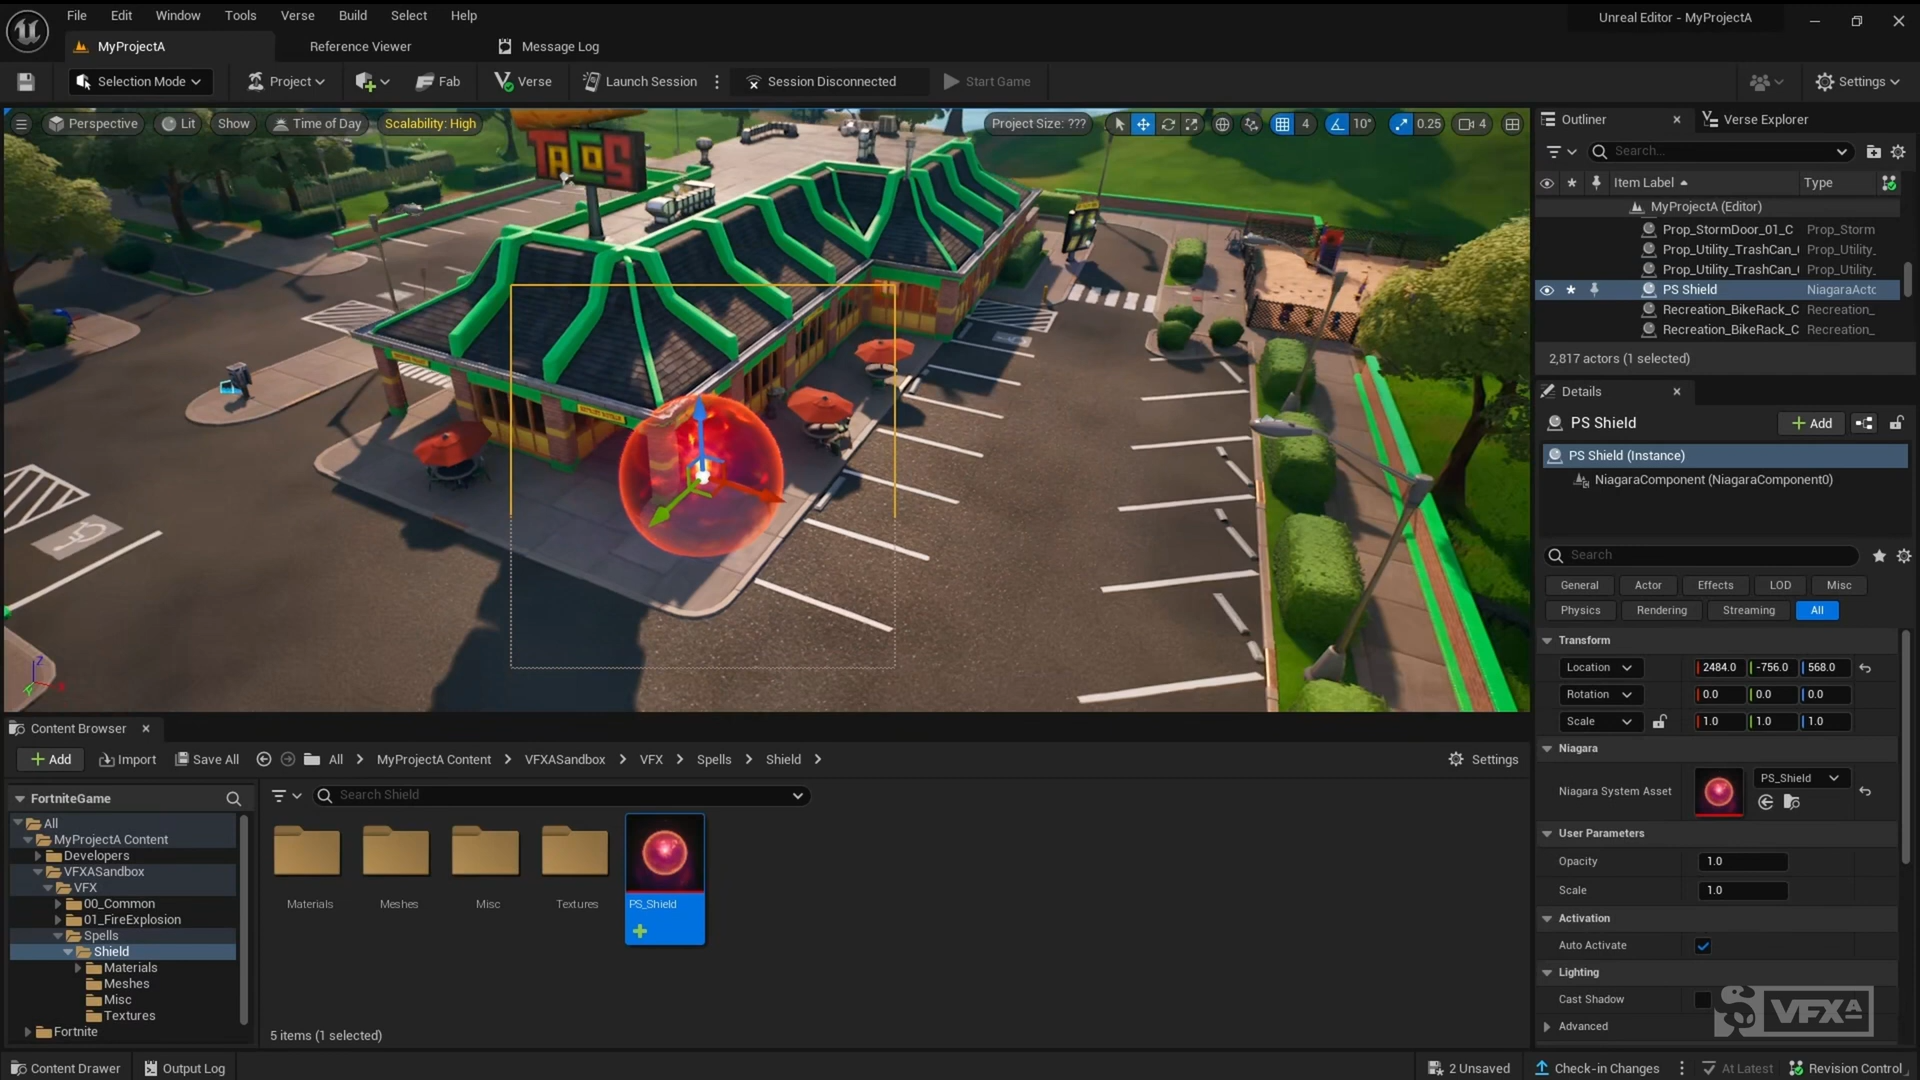 File Edit Window Tools Verse Build Select Help
Unreal Editor - MyProjectA
MyProjectA
Reference Viewer
Message Log
Selection Mode
Project
Fab
Verse
Launch Session
Session Disconnected
Start Game
Settings
Perspective
Lit
Show
Time of Day
Scalability: High
Project Size: ???
4
10°
0.25
4
TACOS
Outliner
Verse Explorer
Search...
Item Label
Type
MyProjectA (Editor)
Prop_StormDoor_01_C Prop_Storm
Prop_Utility_TrashCan_ Prop_Utility_
Prop_Utility_TrashCan_ Prop_Utility_
PS Shield NiagaraActo
Recreation_BikeRack_C Recreation_
Recreation_BikeRack_C Recreation_
2,817 actors (1 selected)
Details
PS Shield
Add
PS Shield (Instance)
NiagaraComponent (NiagaraComponent0)
Search
General Actor Effects LOD Misc
Physics Rendering Streaming All
Transform
Location 2484.0 -756.0 568.0
Rotation 0.0 0.0 0.0
Scale 1.0 1.0 1.0
Niagara
Niagara System Asset PS_Shield
User Parameters
Opacity 1.0
Scale 1.0
Activation
Auto Activate
Lighting
Cast Shadow
Advanced
VFXA
Z
Content Browser
Add
Import
Save All
All > MyProjectA Content > VFXASandbox > VFX > Spells > Shield >
Settings
FortniteGame
Search Shield
All
MyProjectA Content
Developers
VFXASandbox
VFX
00_Common
01_FireExplosion
Spells
Shield
Materials
Meshes
Misc
Textures
Fortnite
Materials
Meshes
Misc
Textures
PS_Shield
5 items (1 selected)
Content Drawer
Output Log
2 Unsaved
Check-in Changes
At Latest
Revision Control